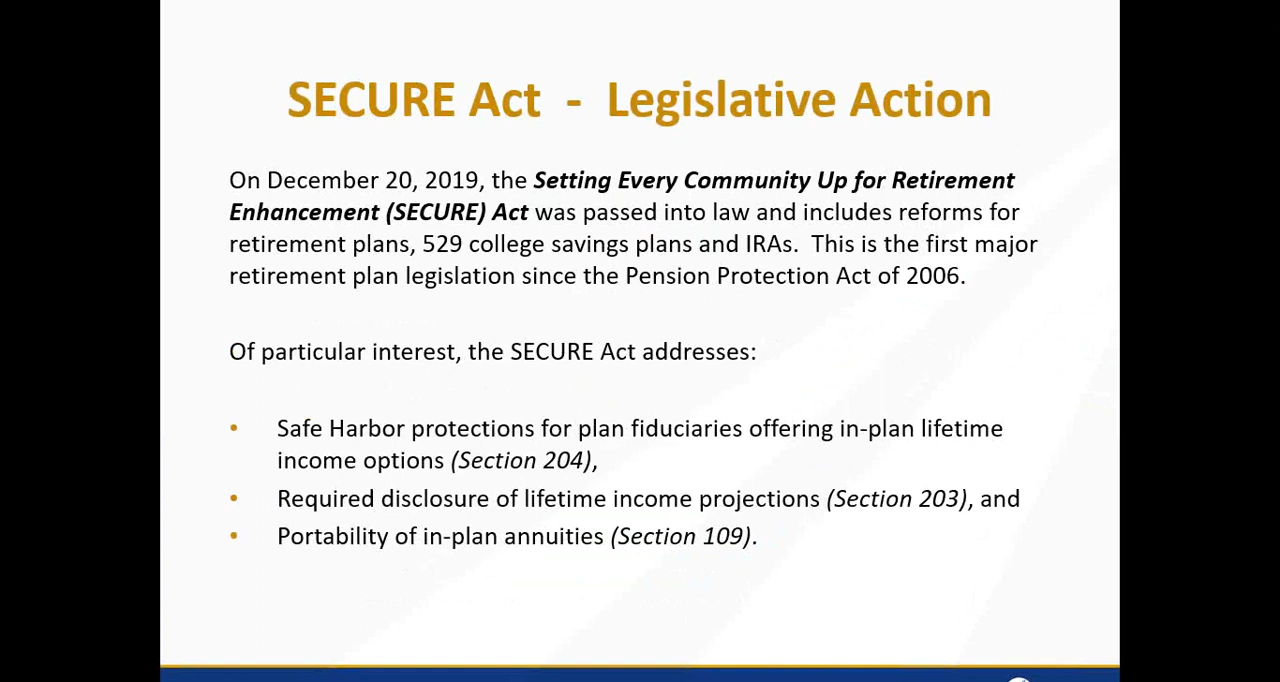 SECURE Act - Legislative Action
On December 20, 2019, the Setting Every Community Up for Retirement
Enhancement (SECURE) Act was passed into law and includes reforms for
retirement plans, 529 college savings plans and IRAs. This is the first major
retirement plan legislation since the Pension Protection Act of 2006.
Of particular interest, the SECURE Act addresses:
• Safe Harbor protections for plan fiduciaries offering in-plan lifetime
income options (Section 204),
• Required disclosure of lifetime income projections (Section 203), and
• Portability of in-plan annuities (Section 109).